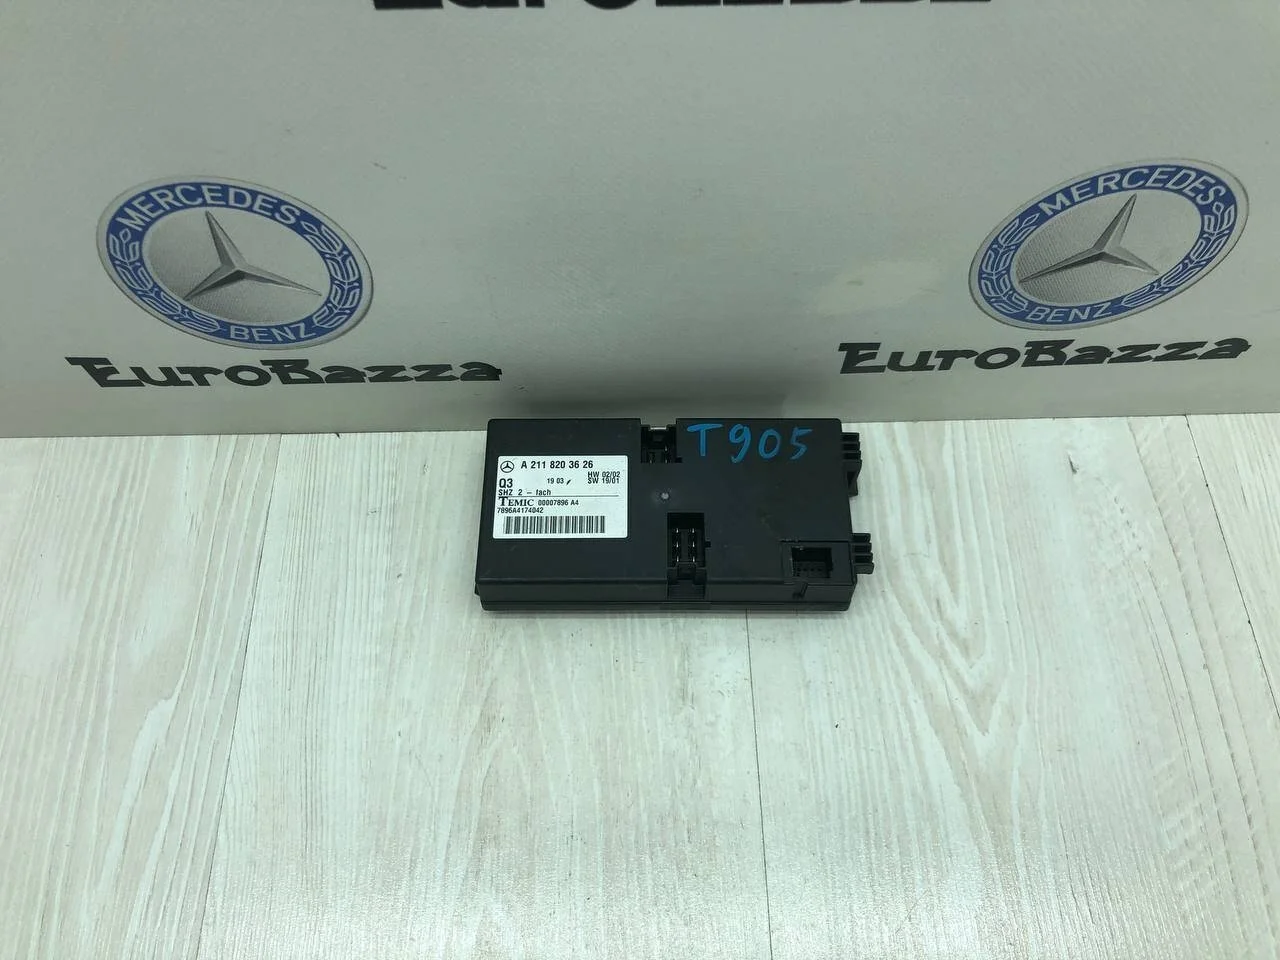 MERCEDES
BENZ
EuroBazza
MERCEDES
BENZ
EuroBazza
T905
A 211 820 36 26
HW 02/02
Q3
19 03
SW 19/01
SHZ 2 - fach
TEMIC 00007896 A4
7896A4174042